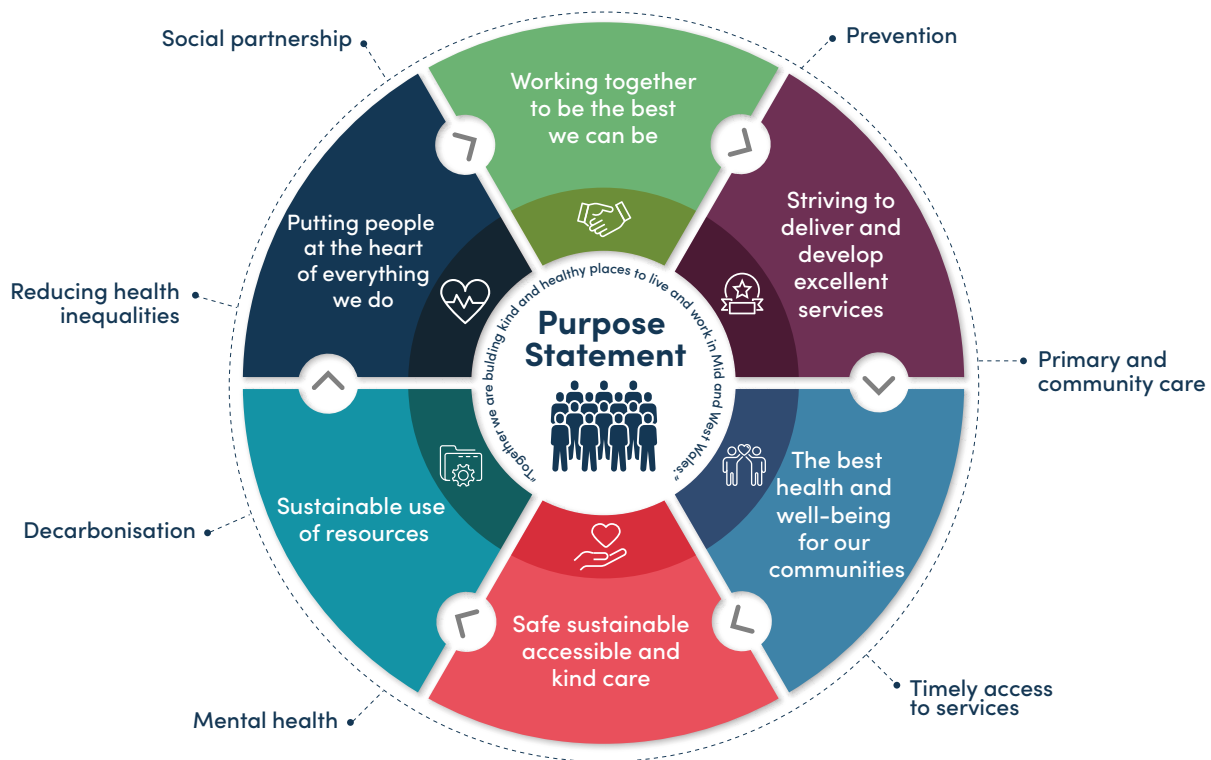 Social partnership
Prevention
Working together
to be the best
we can be
Striving to
deliver and
develop
excellent
services
Putting people
at the heart
of everything
we do
Reducing health
inequalities
"Together we are bulding kind and healthy places to live and work in Mid and West Wales."
Purpose
Statement
Primary and
community care
The best
health and
well-being
for our
communities
Sustainable use
of resources
Decarbonisation
Safe sustainable
accessible and
kind care
Timely access
to services
Mental health